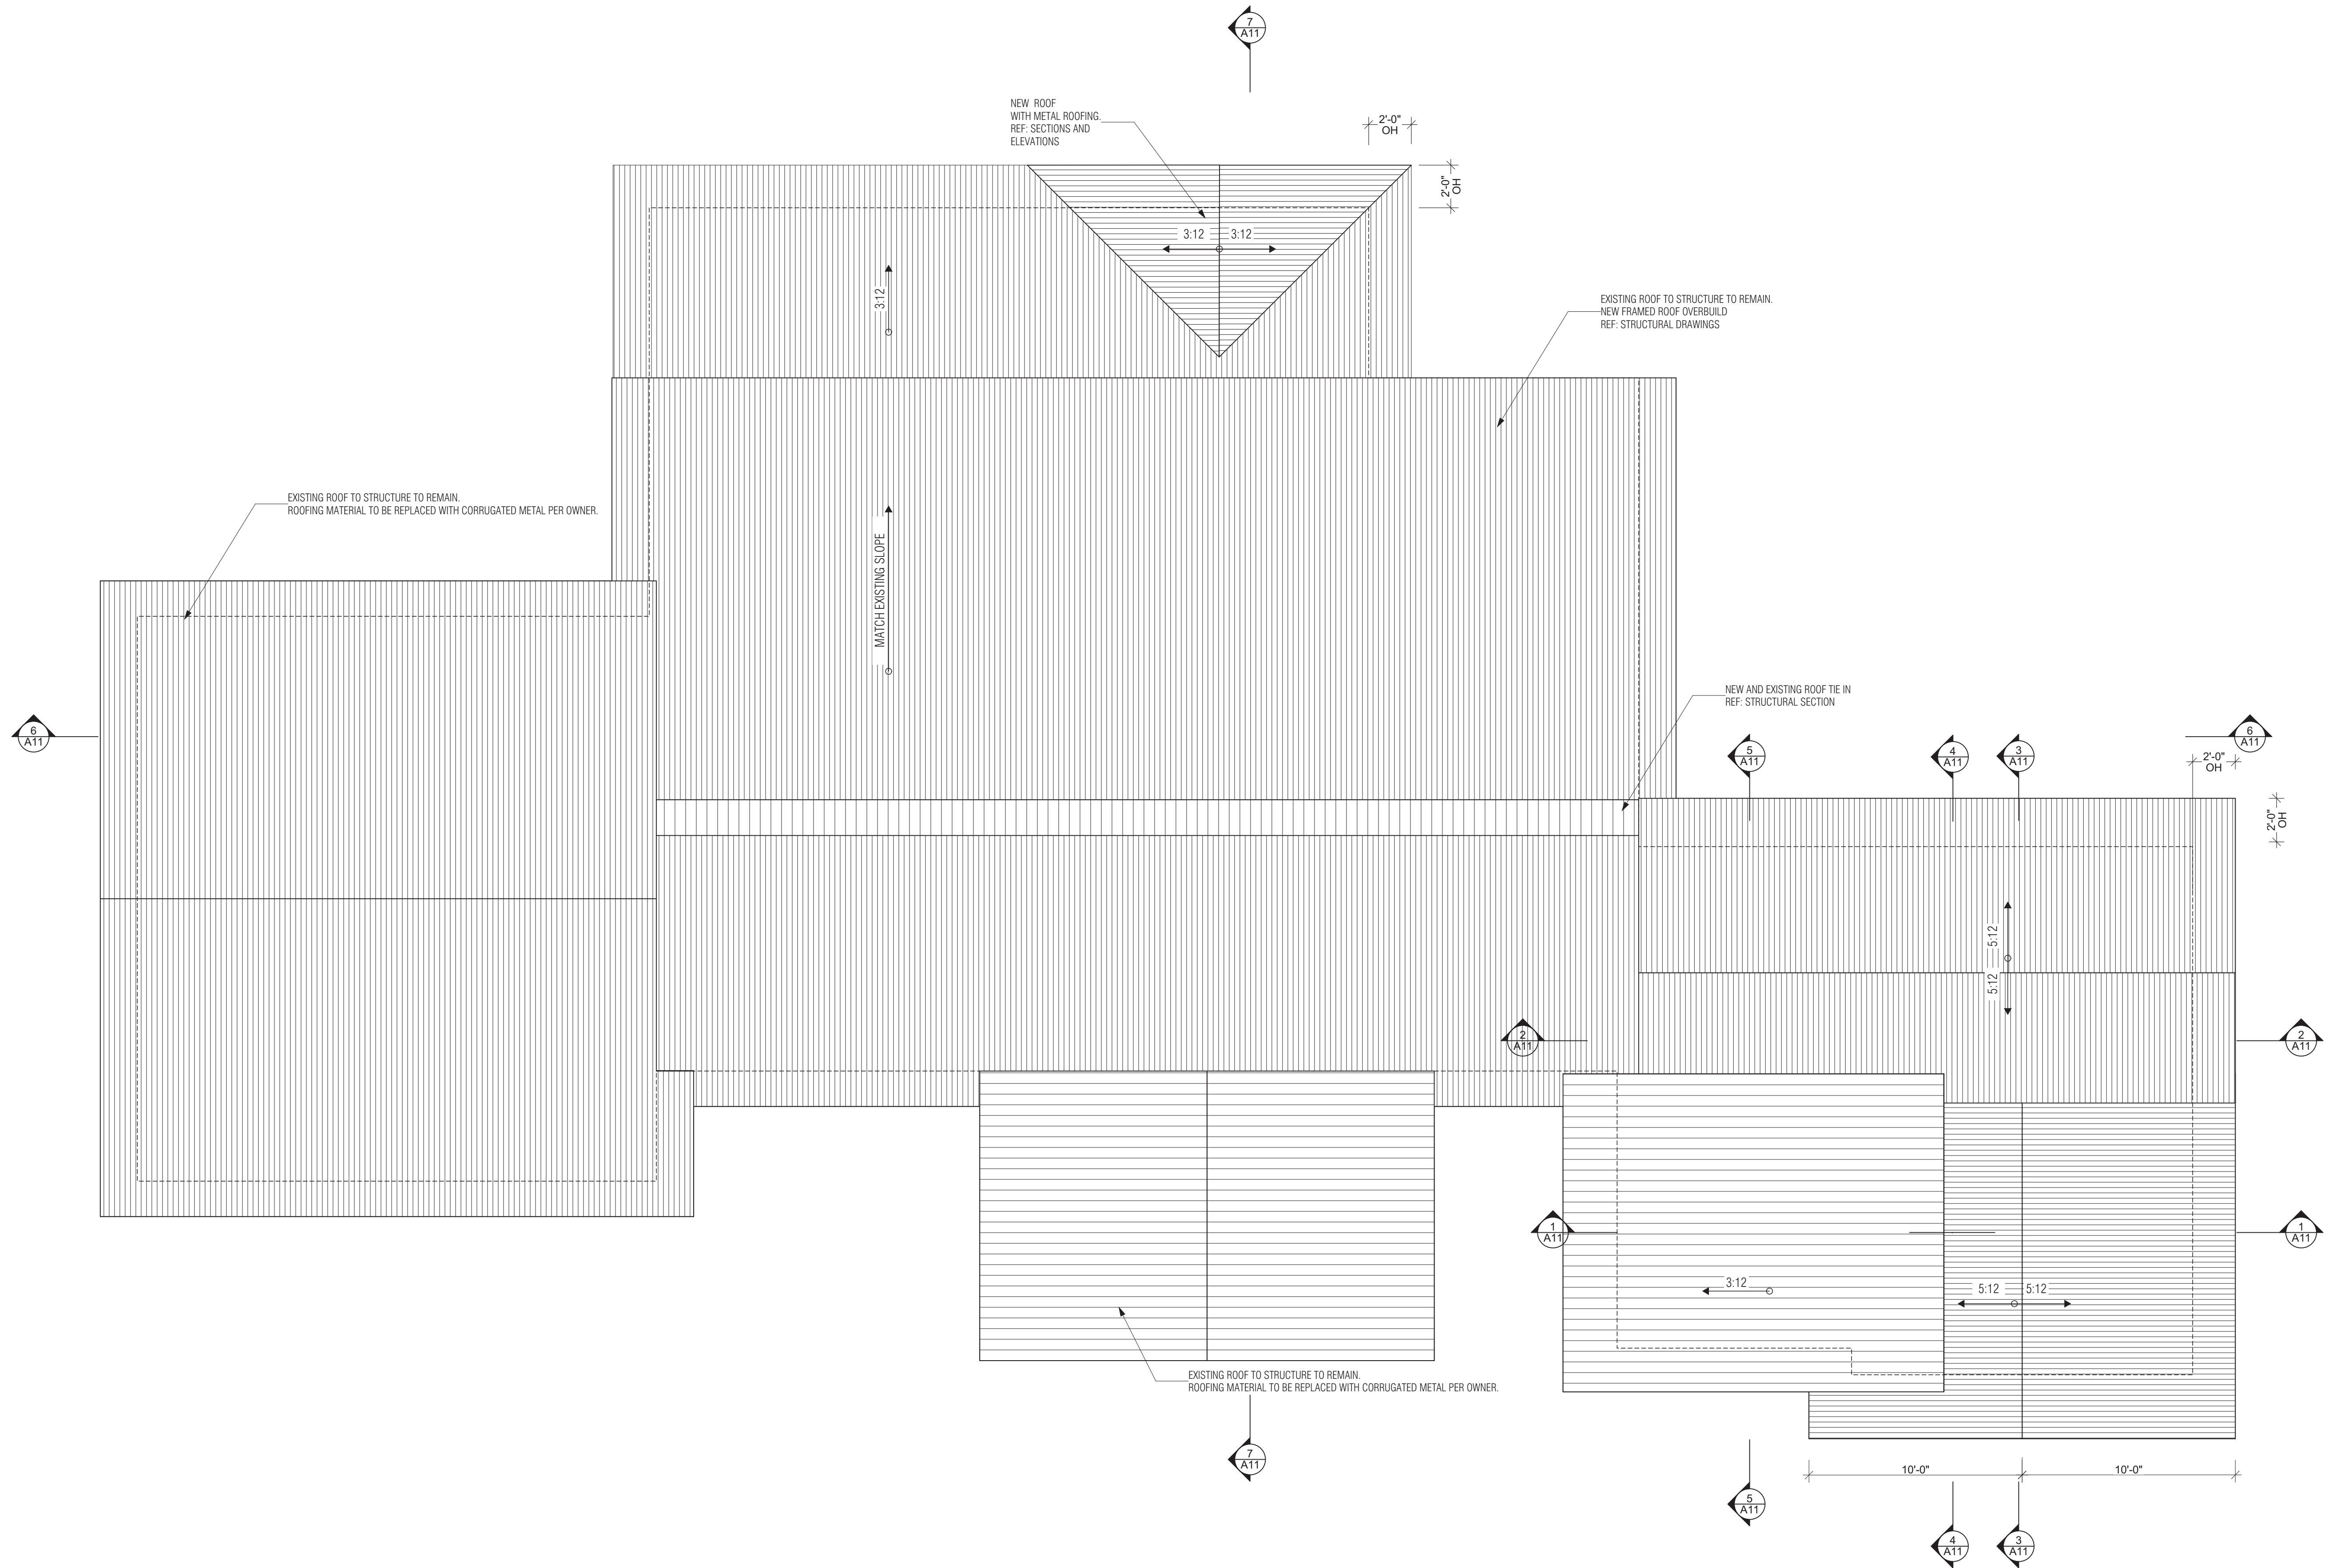 7
A11
NEW ROOF
WITH METAL ROOFING.
REF: SECTIONS AND
ELEVATIONS
2'-0"
OH
2'-0"
OH
3:12
3:12
3:12
EXISTING ROOF TO STRUCTURE TO REMAIN.
NEW FRAMED ROOF OVERBUILD
REF: STRUCTURAL DRAWINGS
EXISTING ROOF TO STRUCTURE TO REMAIN.
ROOFING MATERIAL TO BE REPLACED WITH CORRUGATED METAL PER OWNER.
MATCH EXISTING SLOPE
NEW AND EXISTING ROOF TIE IN
REF: STRUCTURAL SECTION
6
A11
5
A11
4
A11
3
A11
6
A11
2'-0"
OH
2'-0"
OH
5:12
5:12
2
A11
2
A11
1
A11
1
A11
3:12
5:12
5:12
EXISTING ROOF TO STRUCTURE TO REMAIN.
ROOFING MATERIAL TO BE REPLACED WITH CORRUGATED METAL PER OWNER.
7
A11
10'-0"
10'-0"
5
A11
4
A11
3
A11